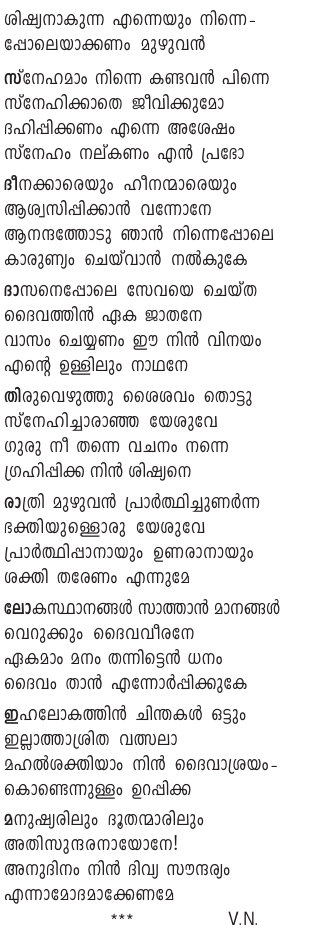 ശിഷ്യനാകുന്ന എന്നെയും നിന്നെ-
പ്പോലെയാക്കണം മുഴുവൻ
സ്നേഹമാം നിന്നെ കണ്ടവൻ പിന്നെ
സ്നേഹിക്കാതെ ജീവിക്കുമോ
ദഹിപ്പിക്കണം എന്നെ അശേഷം
സ്നേഹം നല്കണം എൻ പ്രഭോ
ദീനക്കാരെയും ഹീനന്മാരെയും
ആശ്വസിപ്പിക്കാൻ വന്നോനേ
ആനന്ദത്തോടു ഞാൻ നിന്നെപ്പോലെ
കാരുണ്യം ചെയ്‌വാൻ നൽകുകേ
ദാസനെപ്പോലെ സേവയെ ചെയ്ത
ദൈവത്തിൻ ഏക ജാതനേ
വാസം ചെയ്യണം ഈ നിൻ വിനയം
എന്റെ ഉള്ളിലും നാഥനേ
തിരുവെഴുത്തു ശൈശവം തൊട്ടു
സ്നേഹിച്ചാരാഞ്ഞ യേശുവേ
ഗുരു നീ തന്നെ വചനം നന്നെ
ഗ്രഹിപ്പിക്ക നിൻ ശിഷ്യനെ
രാത്രി മുഴുവൻ പ്രാർത്ഥിച്ചുണർന്ന
ഭക്തിയുള്ളൊരു യേശുവേ
പ്രാർത്ഥിപ്പാനായും ഉണരാനായും
ശക്തി തരേണം എന്നുമേ
ലോകസ്ഥാനങ്ങൾ സാത്താൻ മാനങ്ങൾ
വെറുക്കും ദൈവവീരനേ
ഏകമാം മനം തന്നിട്ടെൻ ധനം
ദൈവം താൻ എന്നോർപ്പിക്കുകേ
ഇഹലോകത്തിൻ ചിന്തകൾ ഒട്ടും
ഇല്ലാത്താശ്രിത വത്സലാ
മഹൽശക്തിയാം നിൻ ദൈവാശ്രയം-
കൊണ്ടെന്നുള്ളം ഉറപ്പിക്ക
മനുഷ്യരിലും ദൂതന്മാരിലും
അതിസുന്ദരനായോനേ!
അനുദിനം നിൻ ദിവ്യ സൗന്ദര്യം
എന്നാമോദമാക്കേണമേ
*** V.N.